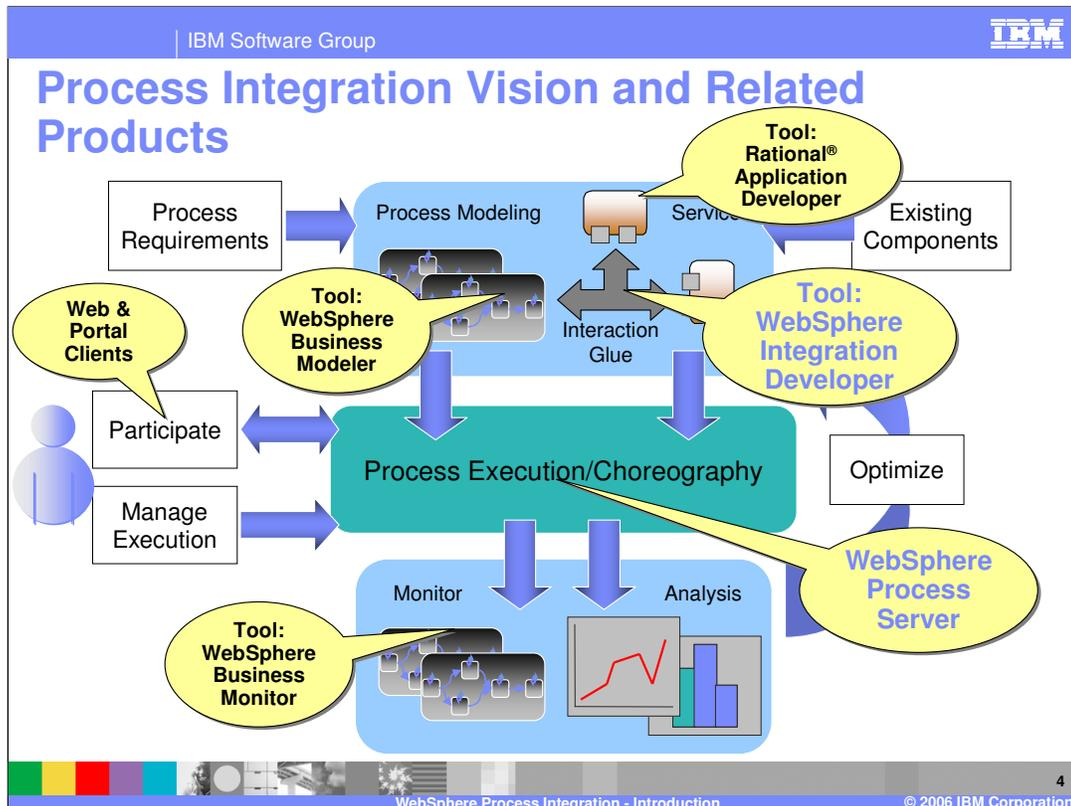 IBM Software Group
IBM
Process Integration Vision and Related
Products
Tool:
Rational®
Application
Developer
Process
Requirements
Process Modeling
Existing
Components
Tool:
WebSphere
Business
Modeler
Interaction
Glue
Tool:
WebSphere
Integration
Developer
Web &
Portal
Clients
Participate
Process Execution/Choreography
Optimize
Manage
Execution
WebSphere
Process
Server
Monitor
Analysis
Tool:
WebSphere
Business
Monitor
4
WebSphere Process Integration - Introduction
© 2006 IBM Corporation